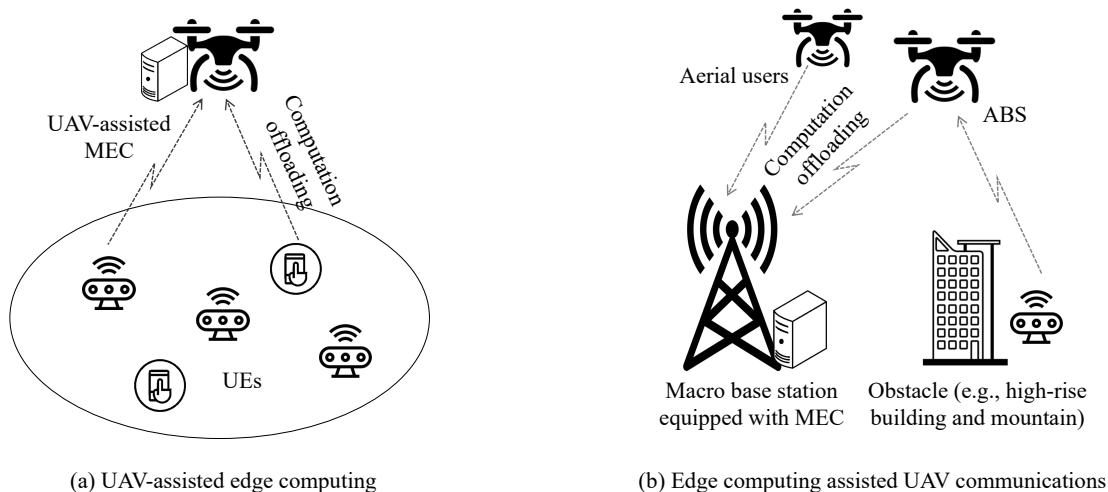 UAV-assisted
MEC
Computation
offloading
UEs
(a) UAV-assisted edge computing
Aerial users
ABS
Computation
offloading
Macro base station
equipped with MEC
Obstacle (e.g., high-rise
building and mountain)
(b) Edge computing assisted UAV communications